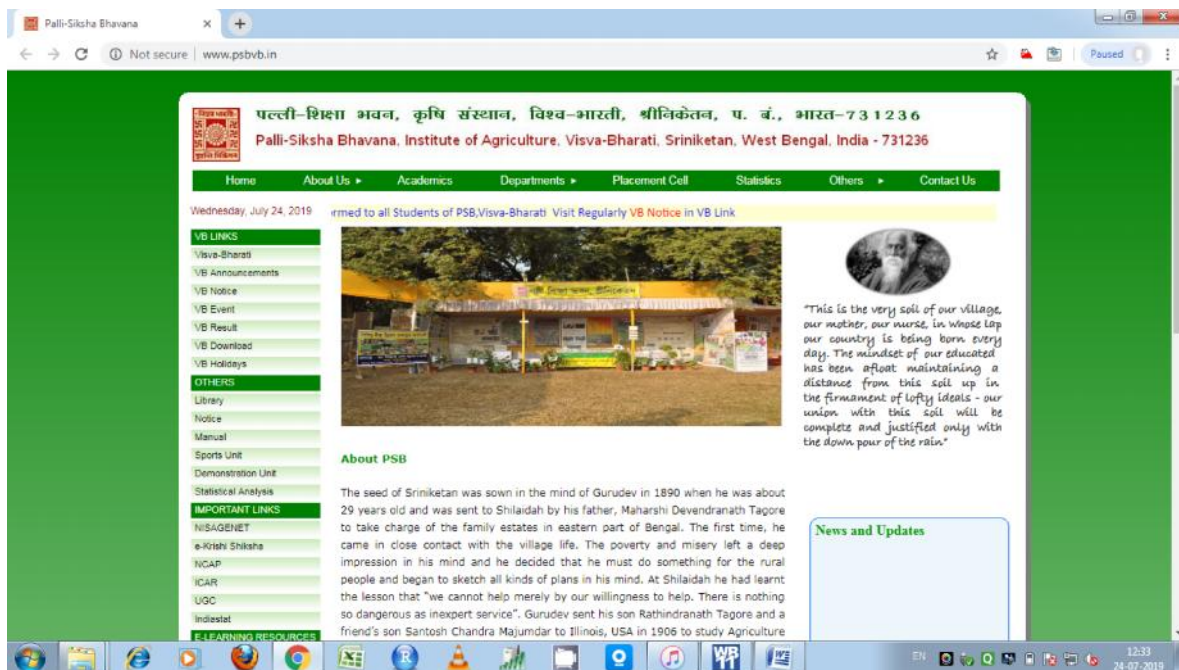 Palli-Siksha Bhavana
Not secure | www.psbvb.in
Paused
पल्ली-शिक्षा भवन, कृषि संस्थान, विश्व-भारती, श्रीनिकेतन, प. बं., भारत-731236
Palli-Siksha Bhavana, Institute of Agriculture, Visva-Bharati, Sriniketan, West Bengal, India - 731236
Home About Us Academics Departments Placement Cell Statistics Others Contact Us
Wednesday, July 24, 2019
ormed to all Students of PSB,Visva-Bharati Visit Regularly VB Notice in VB Link
VB LINKS
Visva-Bharati
VB Announcements
VB Notice
VB Event
VB Result
VB Download
VB Holidays
OTHERS
Library
Notice
Manual
Sports Unit
Demonstration Unit
Statistical Analysis
IMPORTANT LINKS
NISAGENET
e-Krishi Shiksha
NCAP
ICAR
UGC
Indiastat
E-LEARNING RESOURCES
About PSB
The seed of Sriniketan was sown in the mind of Gurudev in 1890 when he was about
29 years old and was sent to Shilaidah by his father, Maharshi Devendranath Tagore
to take charge of the family estates in eastern part of Bengal. The first time, he
came in close contact with the village life. The poverty and misery left a deep
impression in his mind and he decided that he must do something for the rural
people and began to sketch all kinds of plans in his mind. At Shilaidah he had learnt
the lesson that "we cannot help merely by our willingness to help. There is nothing
so dangerous as inexpert service". Gurudev sent his son Rathindranath Tagore and a
friend's son Santosh Chandra Majumdar to Illinois, USA in 1906 to study Agriculture
"This is the very soil of our village,
our mother, our nurse, in whose lap
our country is being born every
day. The mindset of our educated
has been afloat maintaining a
distance from this soil up in
the firmament of lofty ideals - our
union with this soil will be
complete and justified only with
the down pour of the rain"
News and Updates
EN
12:33
24-07-2019